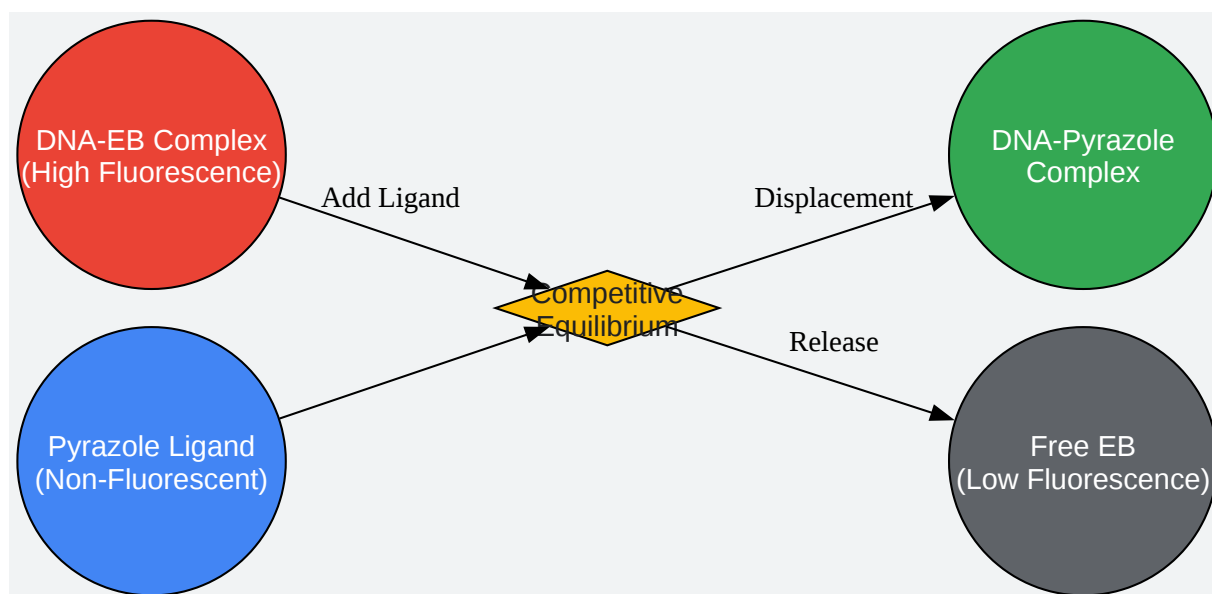 DNA-EB Complex
(High Fluorescence)
DNA-Pyrazole
Complex
Add Ligand
Displacement
Competitive
Equilibrium
Release
Pyrazole Ligand
(Non-Fluorescent)
Free EB
(Low Fluorescence)